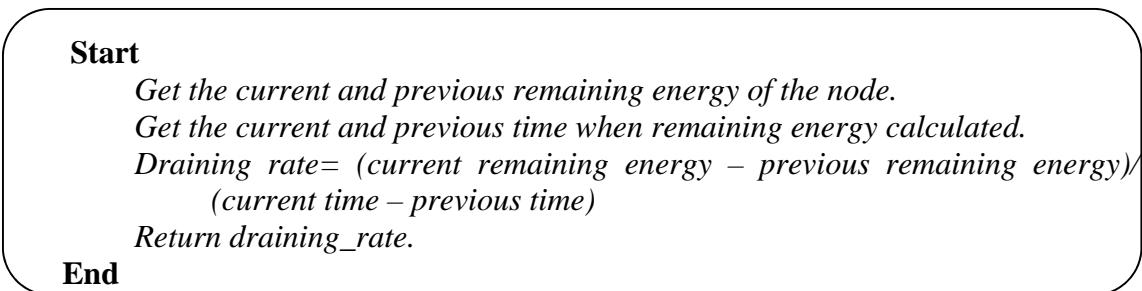 Start
Get the current and previous remaining energy of the node.
Get the current and previous time when remaining energy calculated.
Draining rate= (current remaining energy – previous remaining energy)/
(current time – previous time)
Return draining_rate.
End